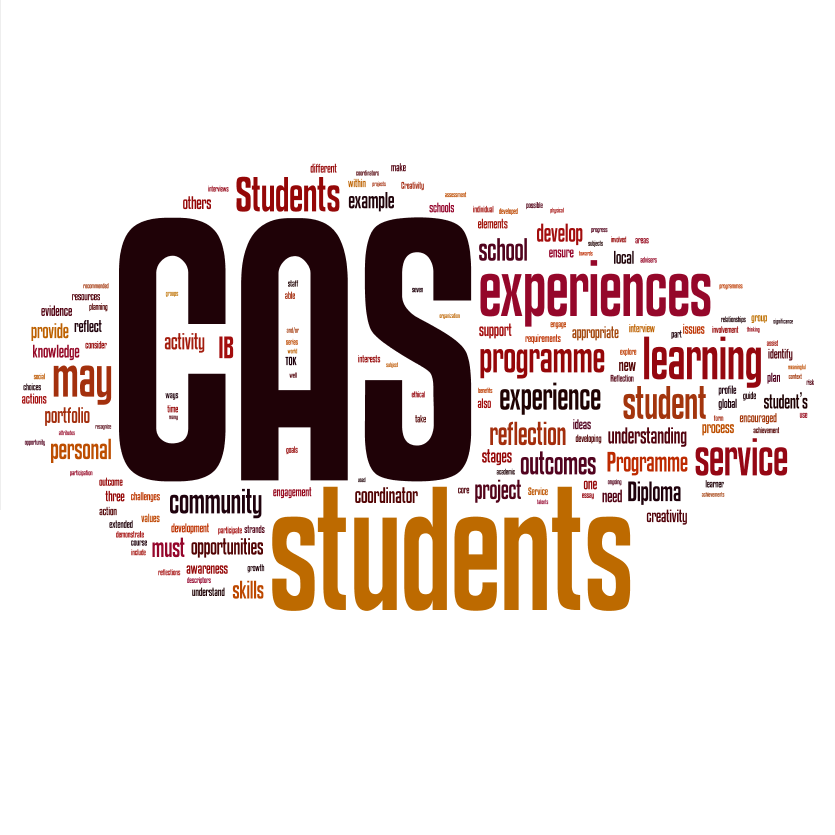 different
coordinators
make
interviews
Students
within
projects
Creativity
others
example
assessment
schools
individual
developed
possible
physical
elements
develop
progress
school
ensure
subjects
involved
areas
towards
local
advisors
CAS
experiences
recommended
resources
planning
groups
staff
able
seven
programmes
evidence
organization
relationships
group
significance
provide
reflect
and/or
support
engage
appropriate
interview
issues
involvement
thinking
requirements
part
activity
IB
series
world
knowledge
consider
TOK
interests
subject
programme
explore
new
learning
assist
identify
may
well
Reflection
meaningful
social
choices
actions
ways
ethical
benefits
experience
student
profile
plan
context
risk
guide
global
student's
also
portfolio
time
many
take
form
encouraged
use
recognize
attributes
reflection
ideas
process
achievement
opportunity
personal
developing
understanding
goals
stages
academic
outcomes
Programme
service
participation
outcome
used
ongoing
learner
three
challenges
community
engagement
coordinator
core
project
Service
talents
one
essay
need
Diploma
achievements
action
values
creativity
extended
demonstrate
development
participate
strands
students
course
include
must
opportunities
reflections
awareness
growth
descriptors
understand
skills